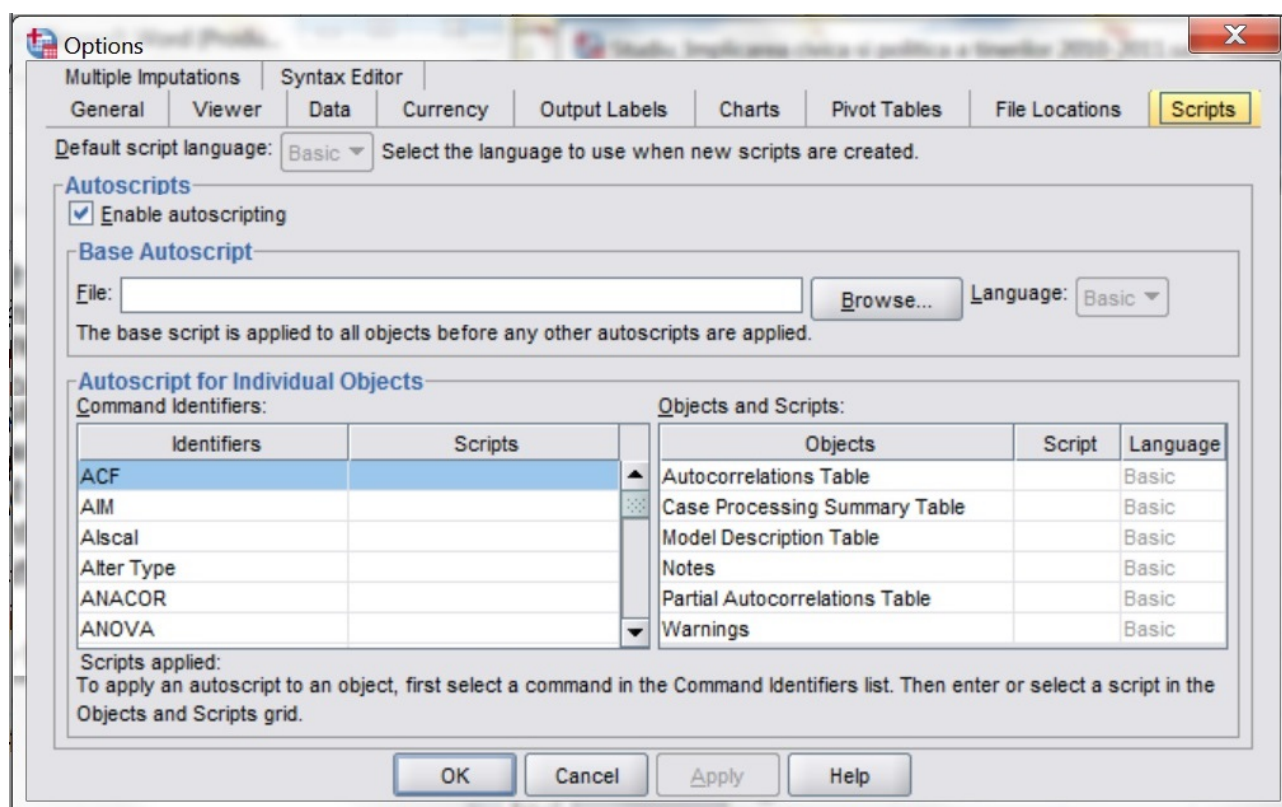 Options
Multiple Imputations Syntax Editor
General Viewer Data Currency Output Labels Charts Pivot Tables File Locations Scripts
Default script language: Basic Select the language to use when new scripts are created.
Autoscripts
Enable autoscripting
Base Autoscript
File: Browse... Language: Basic
The base script is applied to all objects before any other autoscripts are applied.
Autoscript for Individual Objects
Command Identifiers: Objects and Scripts:
Identifiers Scripts Objects Script Language
ACF Autocorrelations Table Basic
AIM Case Processing Summary Table Basic
Alscal Model Description Table Basic
Alter Type Notes Basic
ANACOR Partial Autocorrelations Table Basic
ANOVA Warnings Basic
Scripts applied:
To apply an autoscript to an object, first select a command in the Command Identifiers list. Then enter or select a script in the
Objects and Scripts grid.
OK Cancel Apply Help